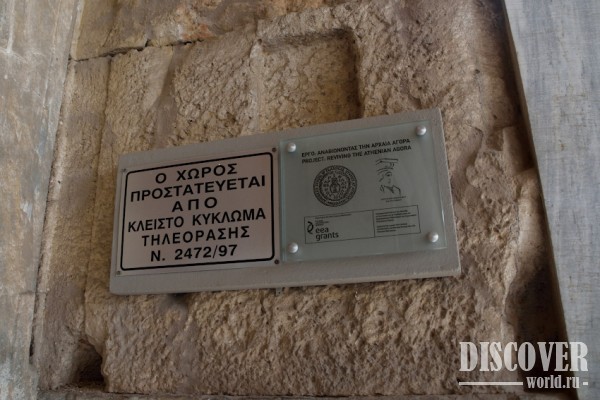 Ο ΧΩΡΟΣ
ΠΡΟΣΤΑΤΕΥΕΤΑΙ
ΑΠΟ
ΚΛΕΙΣΤΟ ΚΥΚΛΩΜΑ
ΤΗΛΕΟΡΑΣΗΣ
Ν. 2472/97
ΕΡΓΟ: ΑΝΑΒΙΩΝΟΝΤΑΣ ΤΗΝ ΑΡΧΑΙΑ ΑΓΟΡΑ
PROJECT: REVIVING THE ATHENIAN AGORA
eea
grants
DISCOVER
world.ru